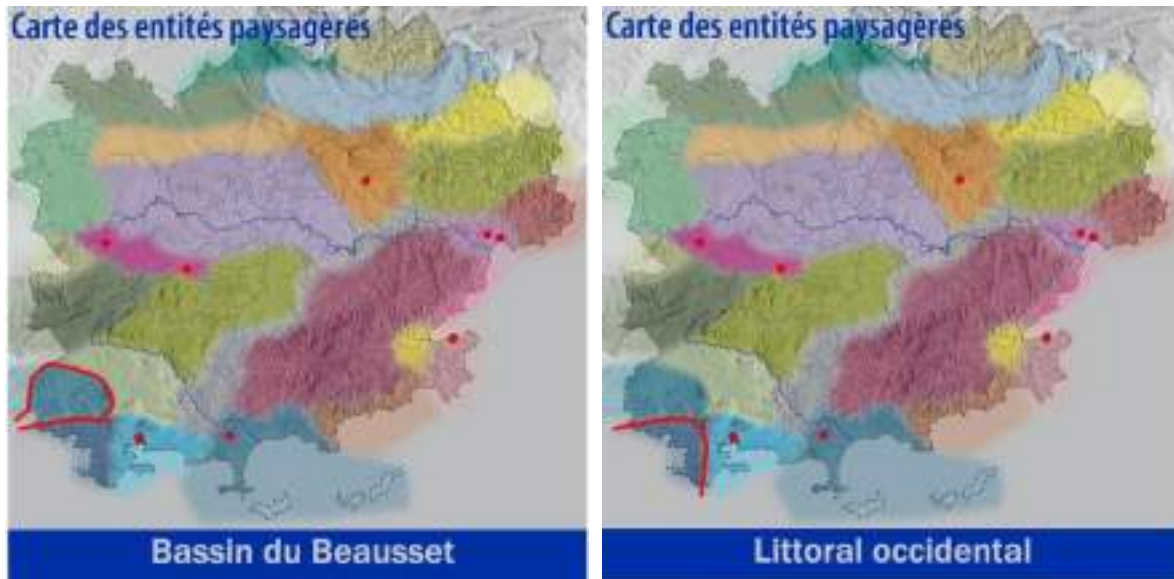 Carte des entités paysagères
Bassin du Beausset
Carte des entités paysagères
Littoral occidental